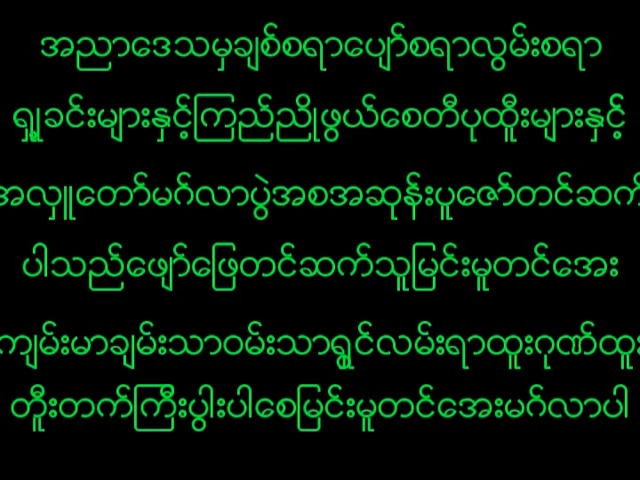 အညာဒေသမှချစ်စရာပျော်စရာလွမ်းစရာ
ရှုခင်းများနှင့်ကြည်ညိုဖွယ်စေတီပုထိူးများနှင့်
အလှူတော်မဂ်လာပွဲအစအဆုန်းပူဇော်တင်ဆက်
ပါသည်ဖျော်ဖြေတင်ဆက်သူမြင်းမူတင်အေး
ကျမ်းမာချမ်းသာဝမ်းသာရွှင်လမ်းရာထူးဂုဏ်ထူး
တိူးတက်ကြီးပွါးပါစေမြင်းမူတင်အေးမဂ်လာပါ